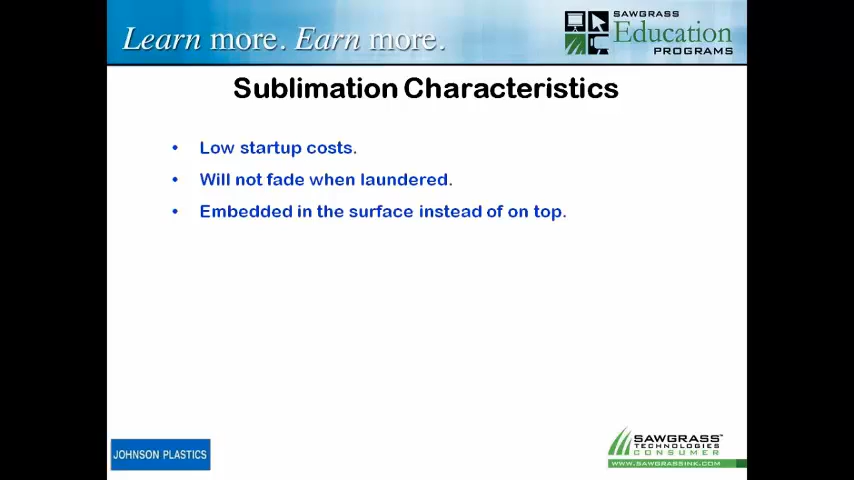 Learn more. Earn more.
SAWGRASS
Education
PROGRAMS
Sublimation Characteristics
• Low startup costs.
• Will not fade when laundered.
• Embedded in the surface instead of on top.
JOHNSON PLASTICS
SAWGRASS™
TECHNOLOGIES
CONSUMER
WWW.SAWGRASSINK.COM